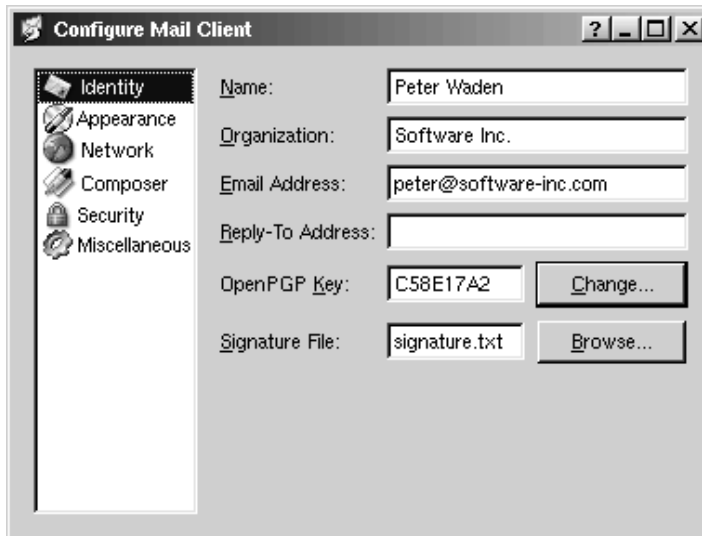 Configure Mail Client
Identity
Appearance
Network
Composer
Security
Miscellaneous
Name: Peter Waden
Organization: Software Inc.
Email Address: peter@software-inc.com
Reply-To Address:
OpenPGP Key: C58E17A2 Change...
Signature File: signature.txt Browse...